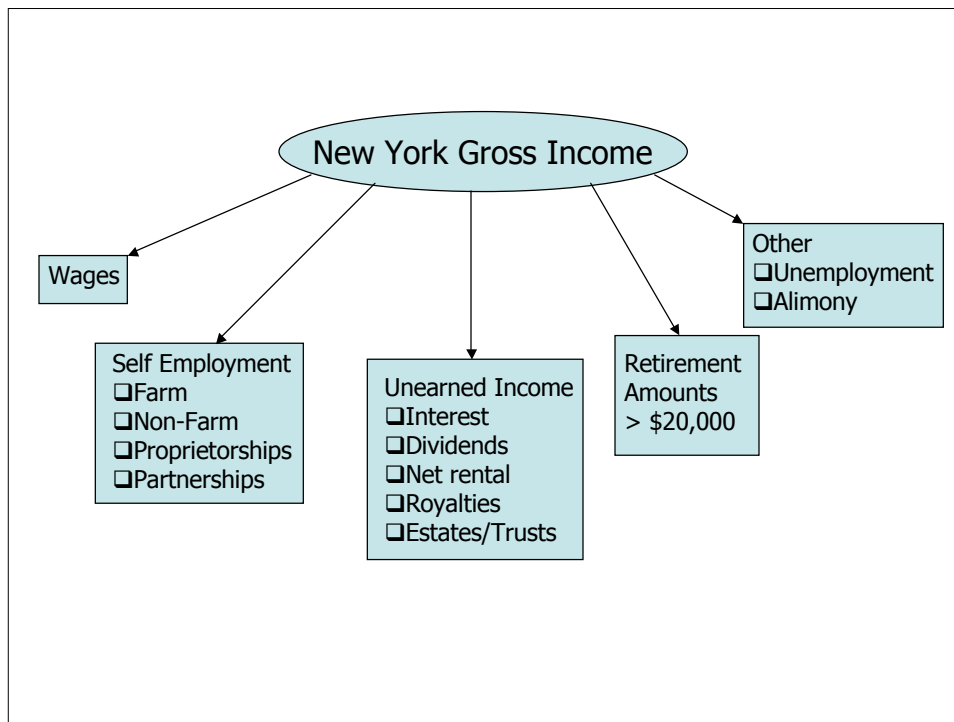 New York Gross Income
Wages
Self Employment
❑Farm
❑Non-Farm
❑Proprietorships
❑Partnerships
Unearned Income
❑Interest
❑Dividends
❑Net rental
❑Royalties
❑Estates/Trusts
Retirement
Amounts
> $20,000
Other
❑Unemployment
❑Alimony